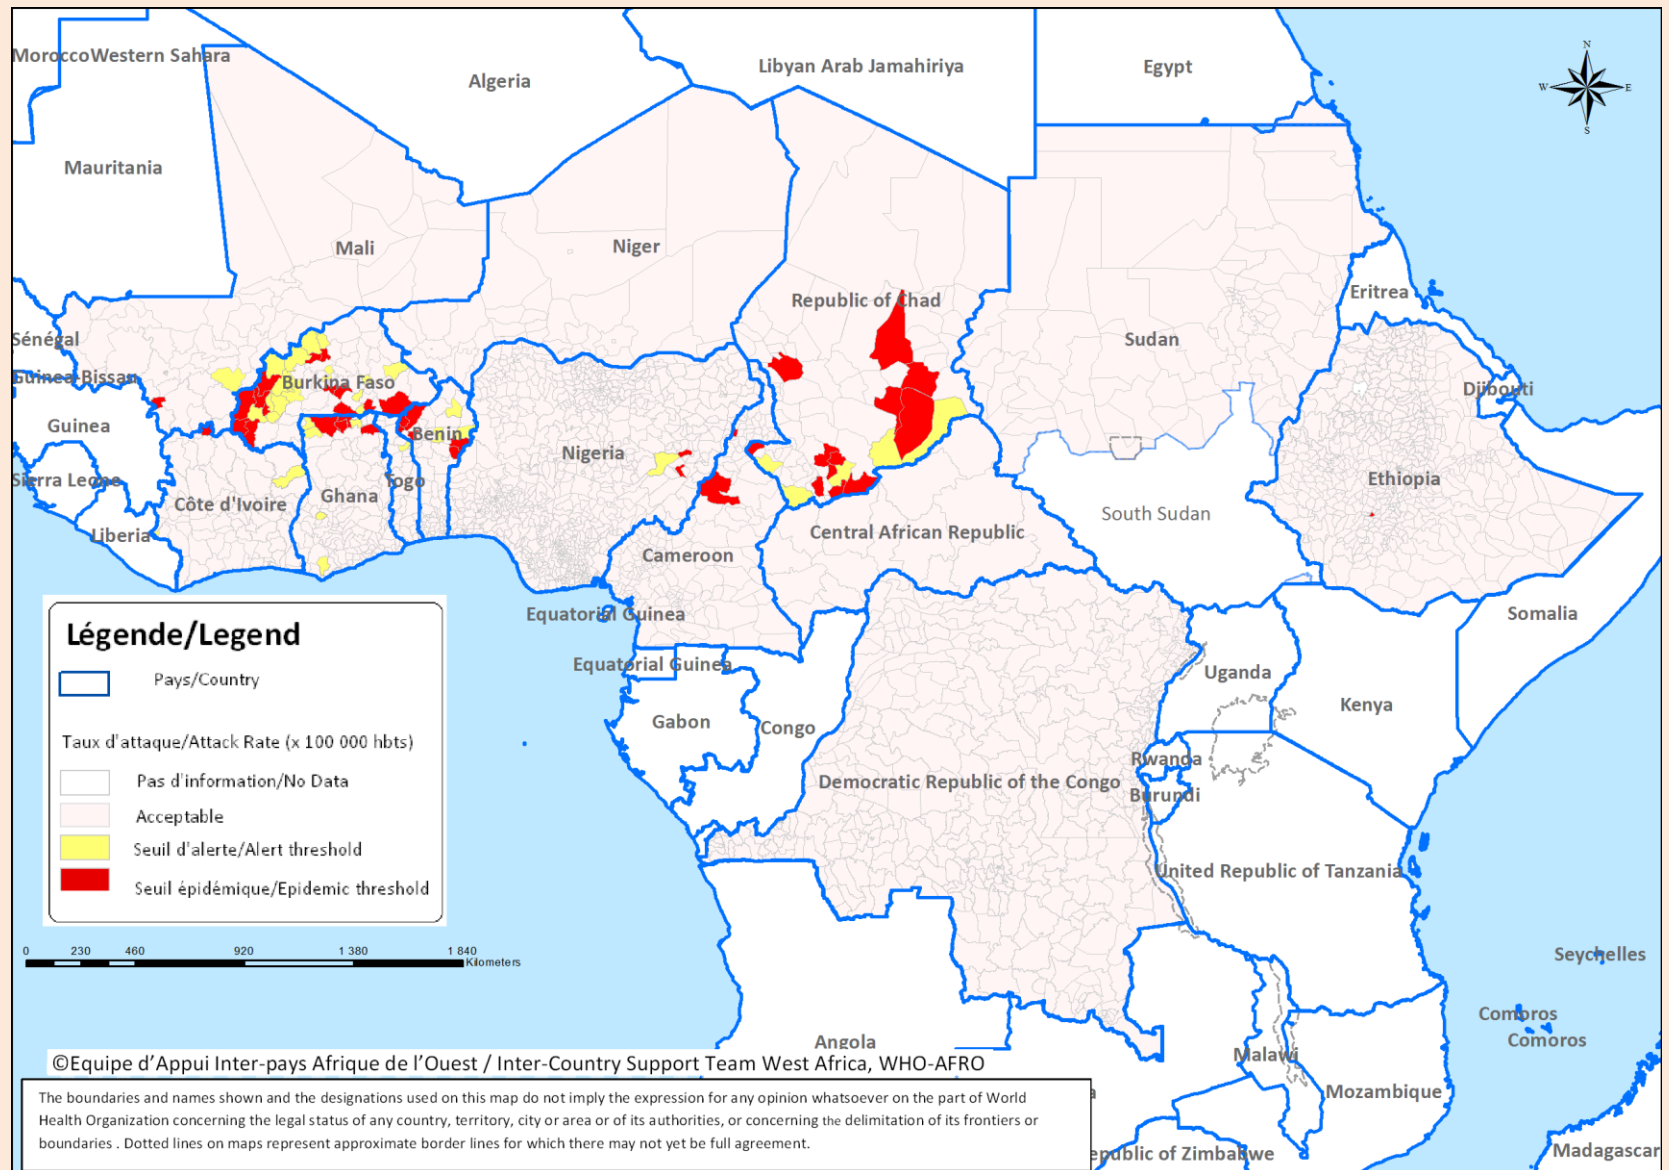 MoroccoWestern Sahara
Algeria
Libyan Arab Jamahiriya
Egypt
N
W
E
S
Mauritania
Mali
Niger
Republic of Chad
Sudan
Eritrea
Sénégal
Guinea-Bissau
Burkina Faso
Djibouti
Guinea
Benin
Nigeria
Ethiopia
Sierra Leone
Côte d'Ivoire
Ghana
Togo
South Sudan
Liberia
Cameroon
Central African Republic
Equatorial Guinea
Somalia
Equatorial Guinea
Uganda
Gabon
Congo
Kenya
Rwanda
Democratic Republic of the Congo
Burundi
United Republic of Tanzania
Seychelles
Comoros
Comoros
Angola
Malawi
Mozambique
epublic of Zimbabwe
Madagascar
Légende/Legend
Pays/Country
Taux d'attaque/Attack Rate (x 100 000 hbts)
Pas d'information/No Data
Acceptable
Seuil d'alerte/Alert threshold
Seuil épidémique/Epidemic threshold
0 230 460 920 1 380 1 840
Kilometers
©Equipe d'Appui Inter-pays Afrique de l'Ouest / Inter-Country Support Team West Africa, WHO-AFRO
The boundaries and names shown and the designations used on this map do not imply the expression for any opinion whatsoever on the part of World
Health Organization concerning the legal status of any country, territory, city or area or of its authorities, or concerning the delimitation of its frontiers or
boundaries . Dotted lines on maps represent approximate border lines for which there may not yet be full agreement.